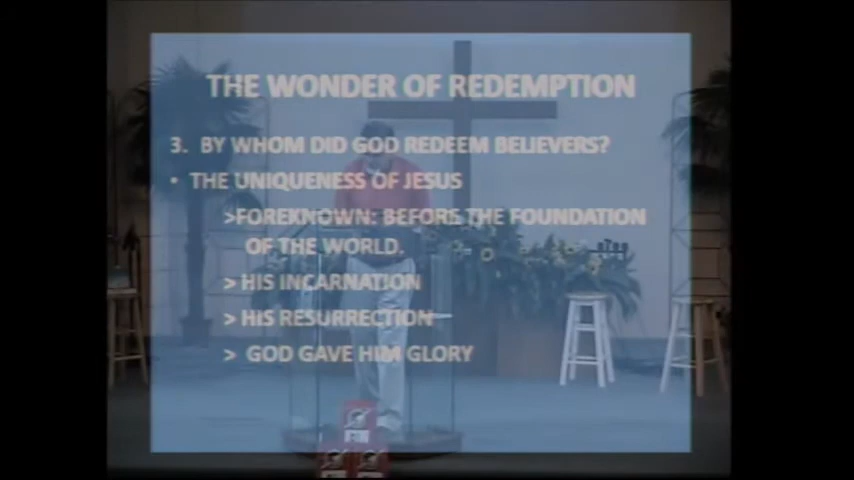 THE WONDER OF REDEMPTION
3. BY WHOM DID GOD REDEEM BELIEVERS?
• THE UNIQUENESS OF JESUS
>FOREKNOWN: BEFORE THE FOUNDATION
OF THE WORLD.
> HIS INCARNATION
> HIS RESURRECTION
> GOD GAVE HIM GLORY